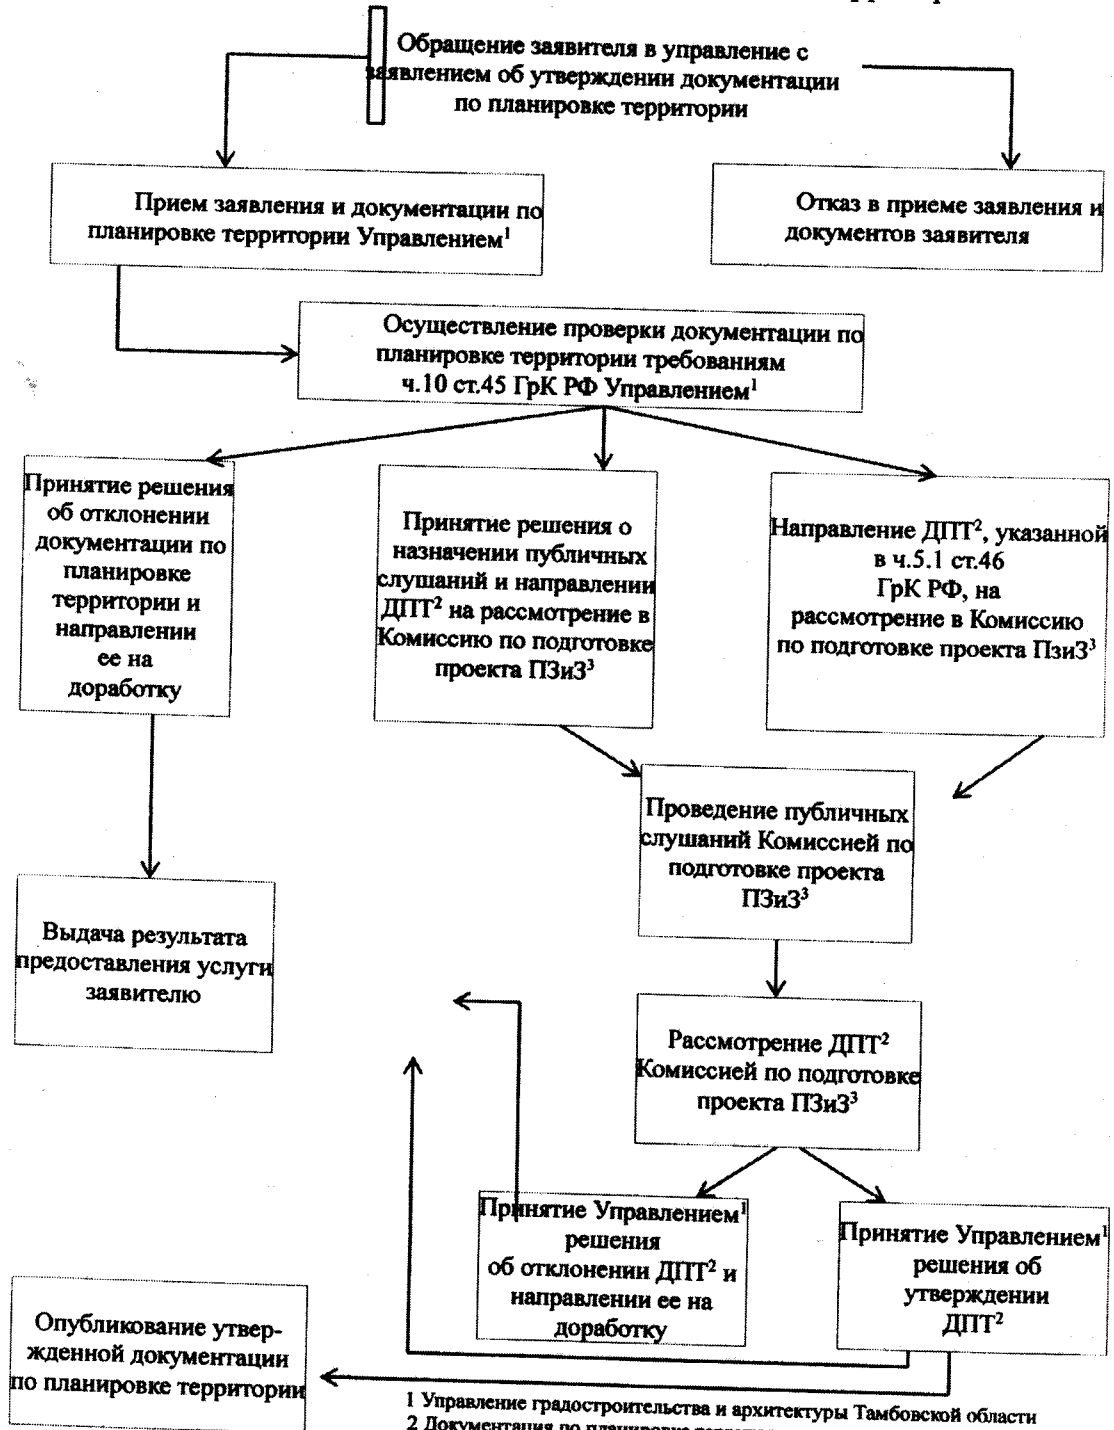 Обращение заявителя в управление с
заявлением об утверждении документации
по планировке территории
Прием заявления и документации по
планировке территории Управлением¹
Отказ в приеме заявления и
документов заявителя
Осуществление проверки документации по
планировке территории требованиям
ч.10 ст.45 ГрК РФ Управлением¹
Принятие решения
об отклонении
документации по
планировке
территории и
направлении
ее на
доработку
Принятие решения о
назначении публичных
слушаний и направлении
ДПТ² на рассмотрение в
Комиссию по подготовке
проекта ПЗиЗ³
Направление ДПТ², указанной
в ч.5.1 ст.46
ГрК РФ, на
рассмотрение в Комиссию
по подготовке проекта ПзиЗ³
Проведение публичных
слушаний Комиссией по
подготовке проекта
ПЗиЗ³
Выдача результата
предоставления услуги
заявителю
Рассмотрение ДПТ²
Комиссией по подготовке
проекта ПЗиЗ³
Принятие Управлением¹
решения
об отклонении ДПТ² и
направлении ее на
доработку
Принятие Управлением¹
решения об
утверждении
ДПТ²
Опубликование утвер-
жденной документации
по планировке территории
1 Управление градостроительства и архитектуры Тамбовской области
2 Документация по планировке